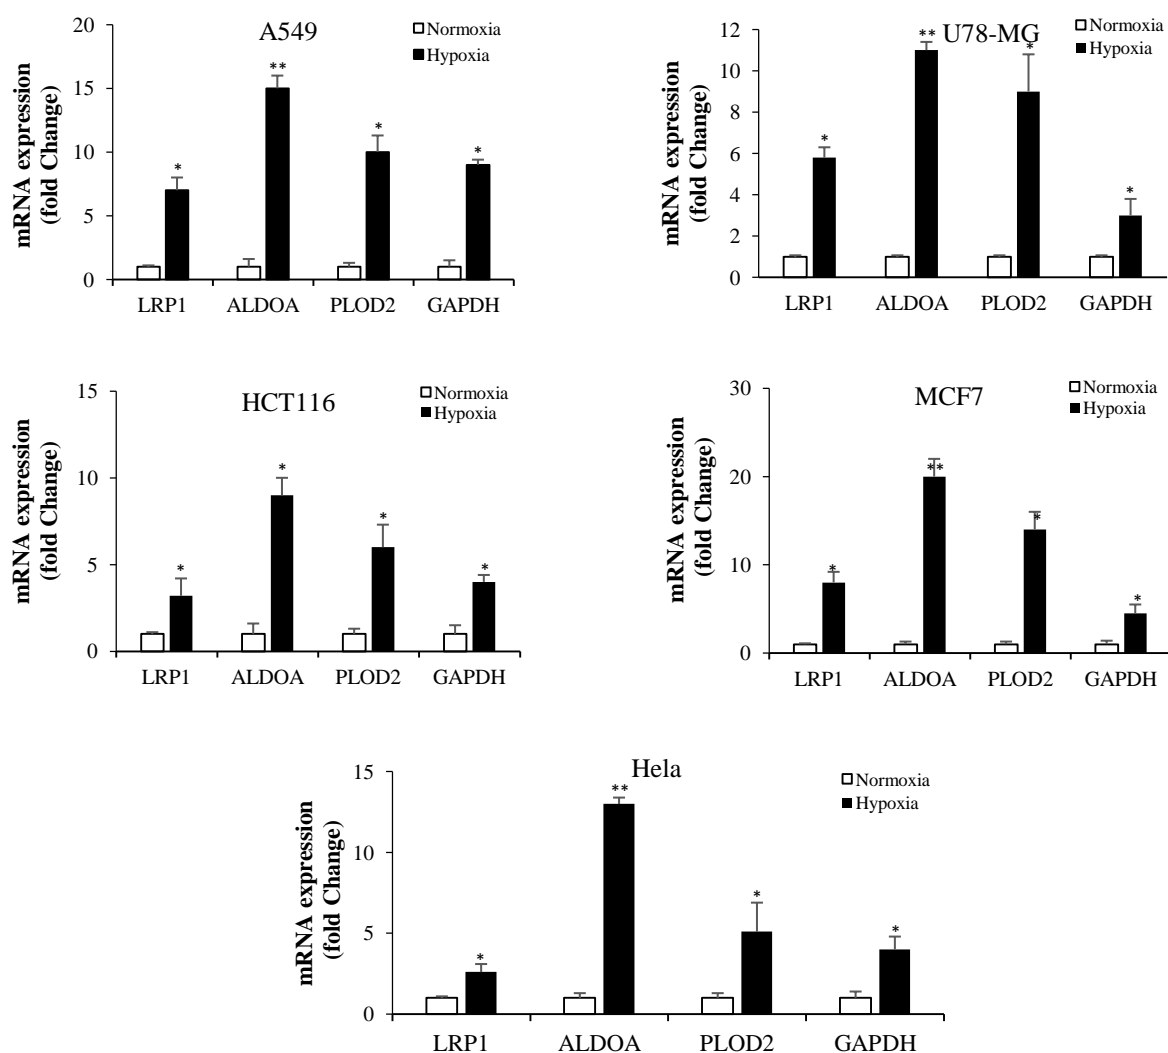 A549
Normoxia
Hypoxia
mRNA expression
(fold Change)
20
15
10
5
0
**
*
*
*
LRP1 ALDOA PLOD2 GAPDH
U78-MG
Normoxia
Hypoxia
mRNA expression
(fold Change)
12
10
8
6
4
2
0
**
*
*
*
LRP1 ALDOA PLOD2 GAPDH
HCT116
Normoxia
Hypoxia
mRNA expression
(fold Change)
15
10
5
0
*
*
*
*
LRP1 ALDOA PLOD2 GAPDH
MCF7
Normoxia
Hypoxia
mRNA expression
(fold Change)
30
20
10
0
**
*
*
*
LRP1 ALDOA PLOD2 GAPDH
Hela
Normoxia
Hypoxia
mRNA expression
(fold Change)
15
10
5
0
**
*
*
*
LRP1 ALDOA PLOD2 GAPDH